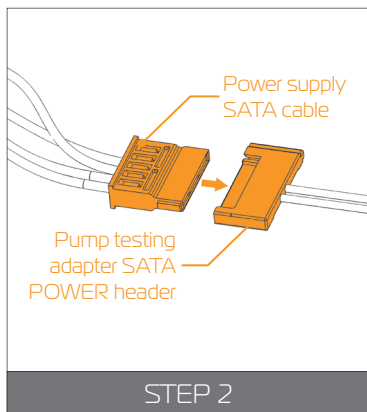 Power supply
SATA cable
Pump testing
adapter SATA
POWER header
STEP 2